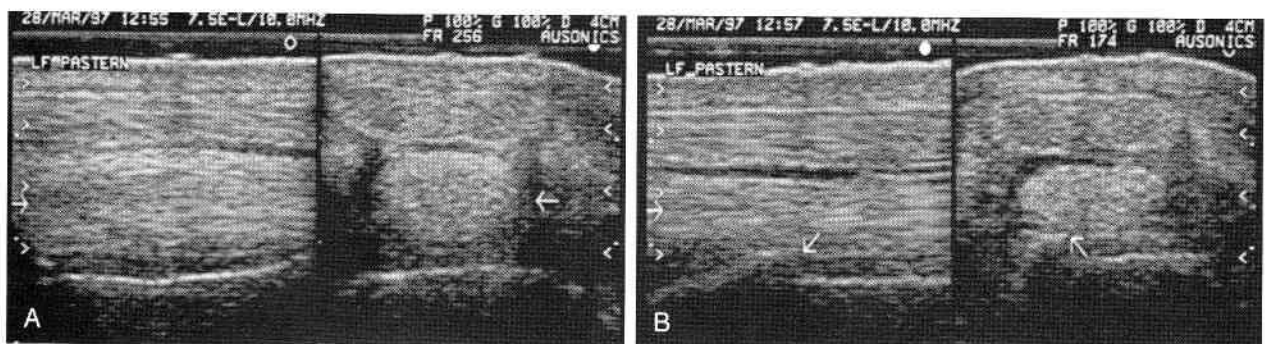 28/MAR/97 12:55 7.5E-L/10.0MHZ P 100% G 100% D 4CM
FR 256 AUSONICS
LF PASTERN
A
28/MAR/97 12:57 7.5E-L/10.0MHZ P 100% G 100% D 4CM
FR 174 AUSONICS
LF PASTERN
B